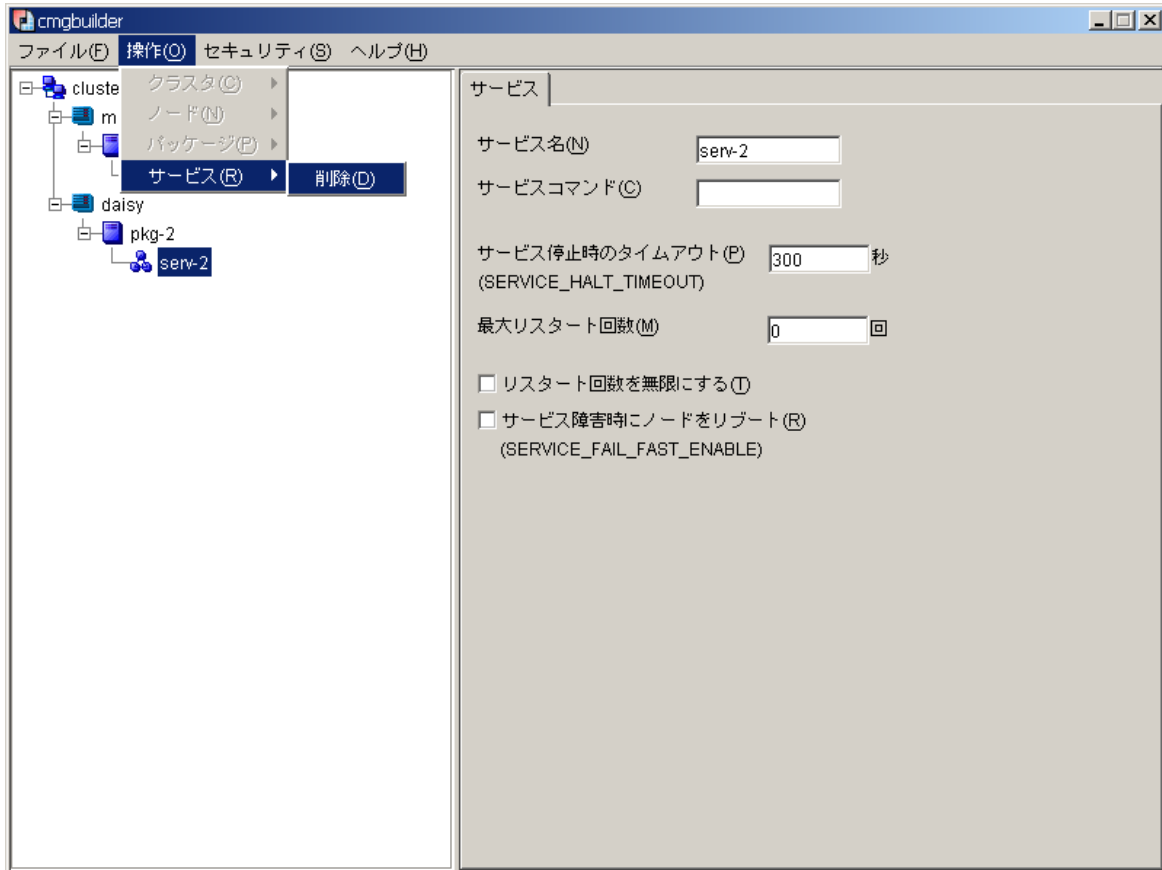 cmgbuilder
ファイル(F) 操作(O) セキュリティ(S) ヘルプ(H)
クラスタ(C)
ノード(N)
パッケージ(P)
サービス(R)
削除(D)
daisy
pkg-2
serv-2
サービス
サービス名(N) serv-2
サービスコマンド(C)
サービス停止時のタイムアウト(P) 300 秒
(SERVICE_HALT_TIMEOUT)
最大リスタート回数(M) 0 回
リスタート回数を無限にする(T)
サービス障害時にノードをリブート(R)
(SERVICE_FAIL_FAST_ENABLE)